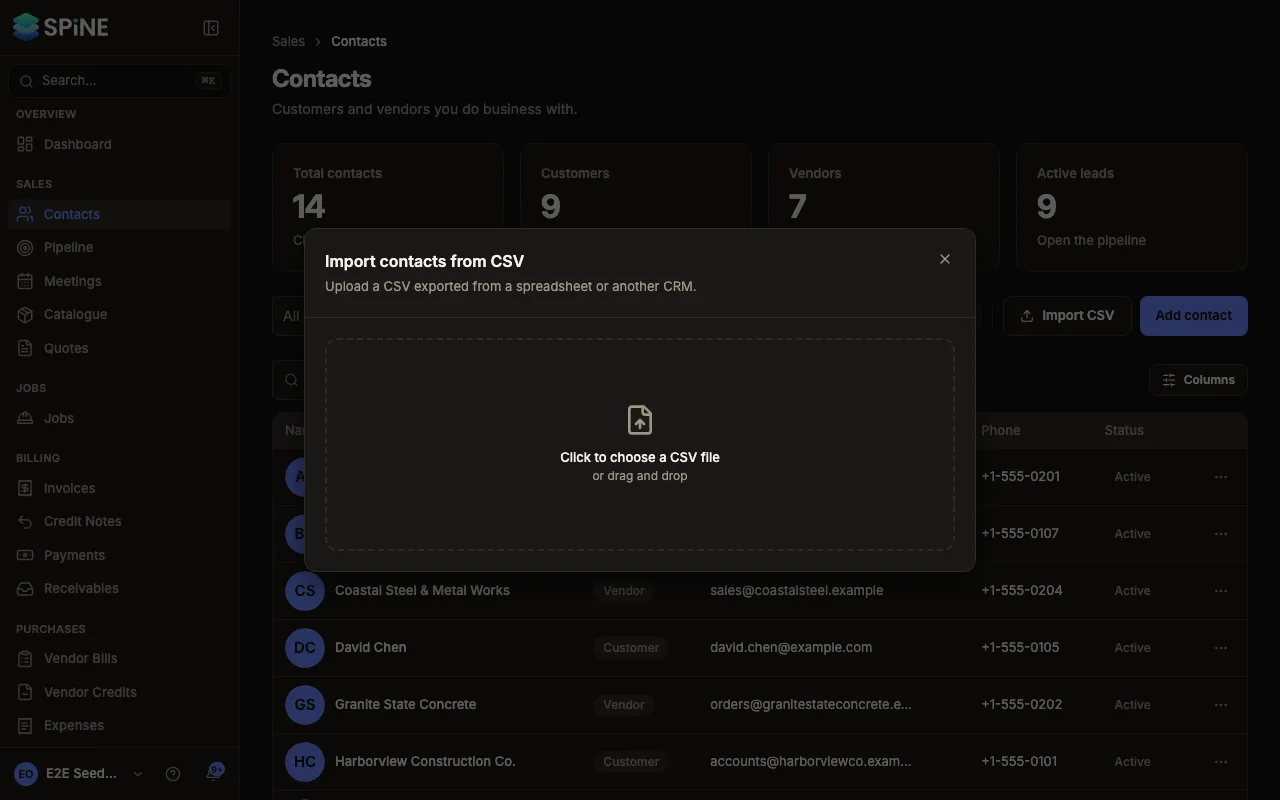 SPiNE
Search...
⌘K
OVERVIEW
Dashboard
SALES
Contacts
Pipeline
Meetings
Catalogue
Quotes
JOBS
Jobs
BILLING
Invoices
Credit Notes
Payments
Receivables
PURCHASES
Vendor Bills
Vendor Credits
Expenses
EO E2E Seed...
9+
Sales > Contacts
Contacts
Customers and vendors you do business with.
Total contacts
14
Customers
9
Vendors
7
Active leads
9
Open the pipeline
Import contacts from CSV
Upload a CSV exported from a spreadsheet or another CRM.
Click to choose a CSV file
or drag and drop
All
Import CSV
Add contact
Columns
Phone Status
+1-555-0201 Active
+1-555-0107 Active
CS Coastal Steel & Metal Works Vendor sales@coastalsteel.example +1-555-0204 Active
DC David Chen Customer david.chen@example.com +1-555-0105 Active
GS Granite State Concrete Vendor orders@granitestateconcrete.e... +1-555-0202 Active
HC Harborview Construction Co. Customer accounts@harborviewco.exam... +1-555-0101 Active